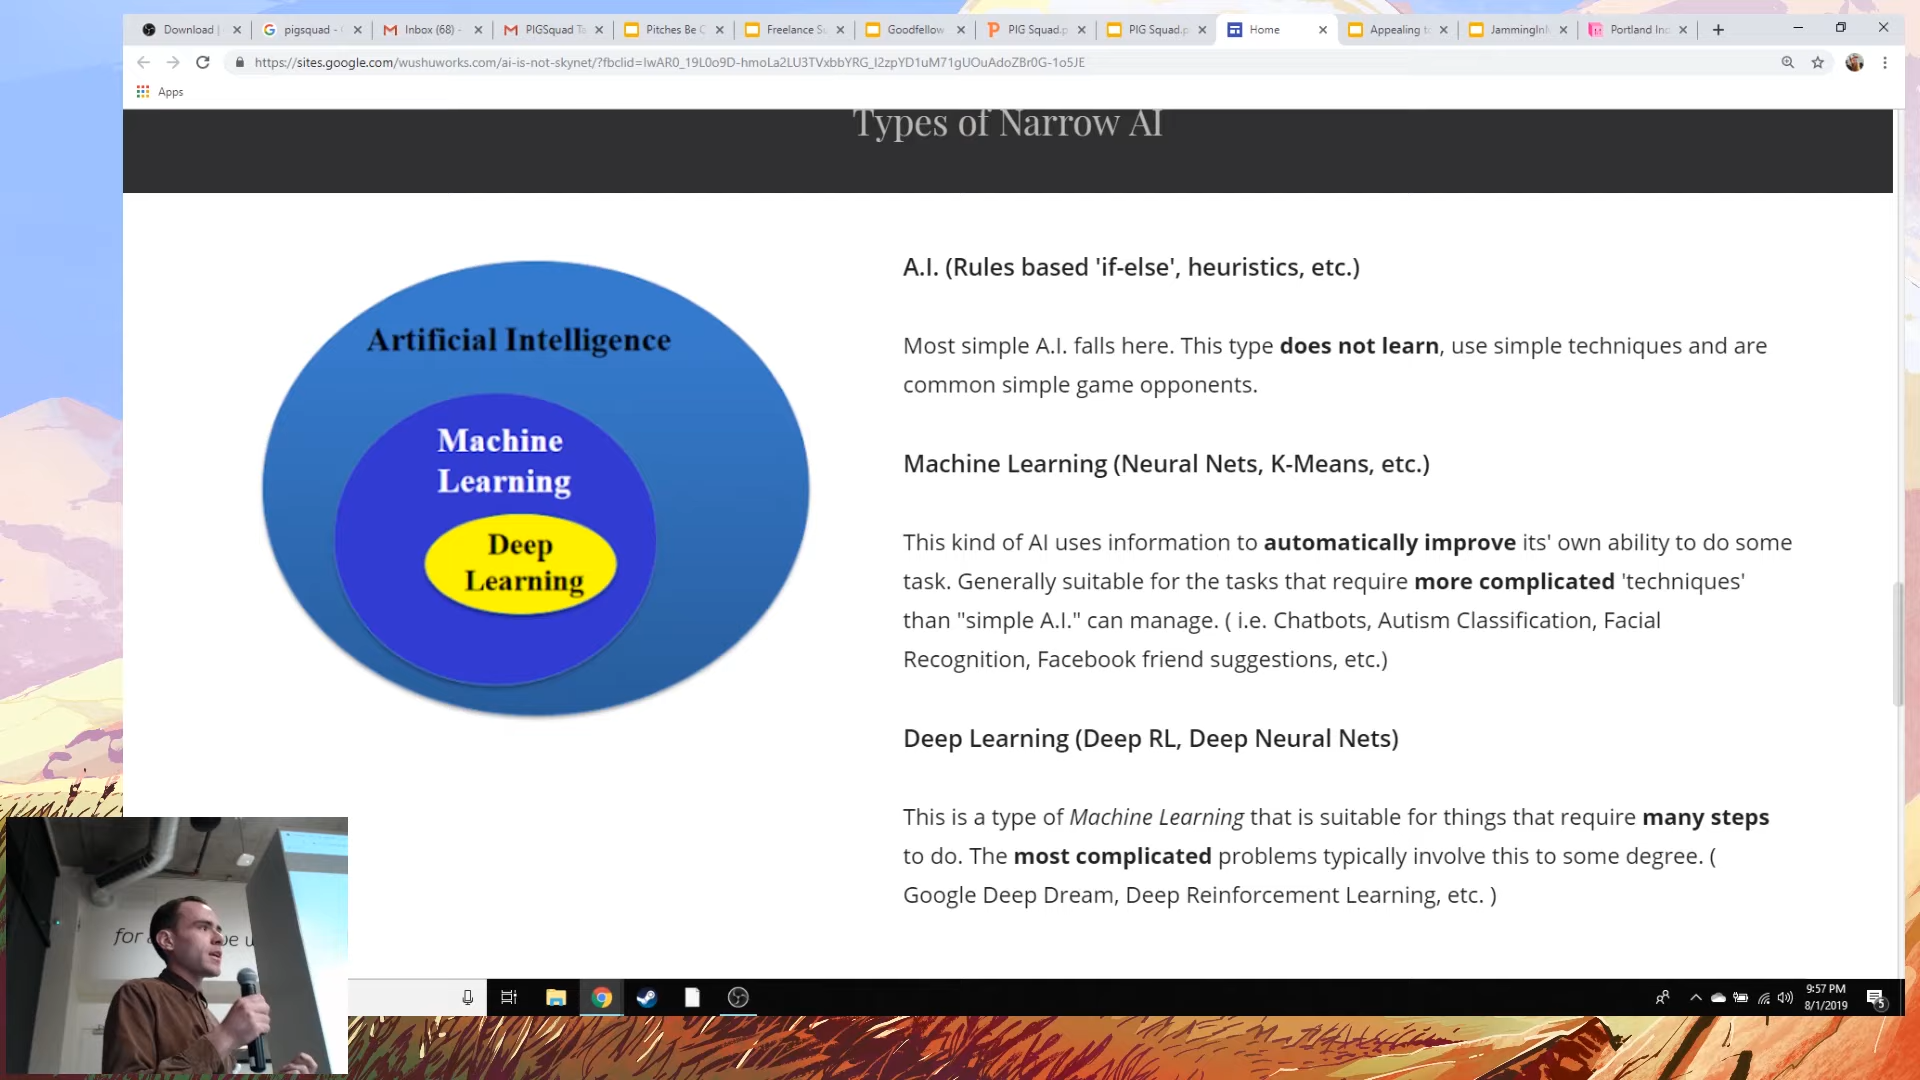 Download |
pigsquad -
Inbox (68) -
PIGSquad Ta
Pitches Be C
Freelance Su
Goodfellow
PIG Squad.p
PIG Squad.p
Home
Appealing to
JammingInM
Portland Ind
https://sites.google.com/wushuworks.com/ai-is-not-skynet/?fbclid=IwAR0_19L0o9D-hmoLa2LU3TVxbbYRG_I2zpYD1uM71gUOuAdoZBr0G-1o5JE
Apps
Types of Narrow AI
Artificial Intelligence
Machine
Learning
Deep
Learning
A.I. (Rules based 'if-else', heuristics, etc.)
Most simple A.I. falls here. This type does not learn, use simple techniques and are
common simple game opponents.
Machine Learning (Neural Nets, K-Means, etc.)
This kind of AI uses information to automatically improve its' own ability to do some
task. Generally suitable for the tasks that require more complicated 'techniques'
than "simple A.I." can manage. ( i.e. Chatbots, Autism Classification, Facial
Recognition, Facebook friend suggestions, etc.)
Deep Learning (Deep RL, Deep Neural Nets)
This is a type of Machine Learning that is suitable for things that require many steps
to do. The most complicated problems typically involve this to some degree. (
Google Deep Dream, Deep Reinforcement Learning, etc. )
for
9:57 PM
8/1/2019
5